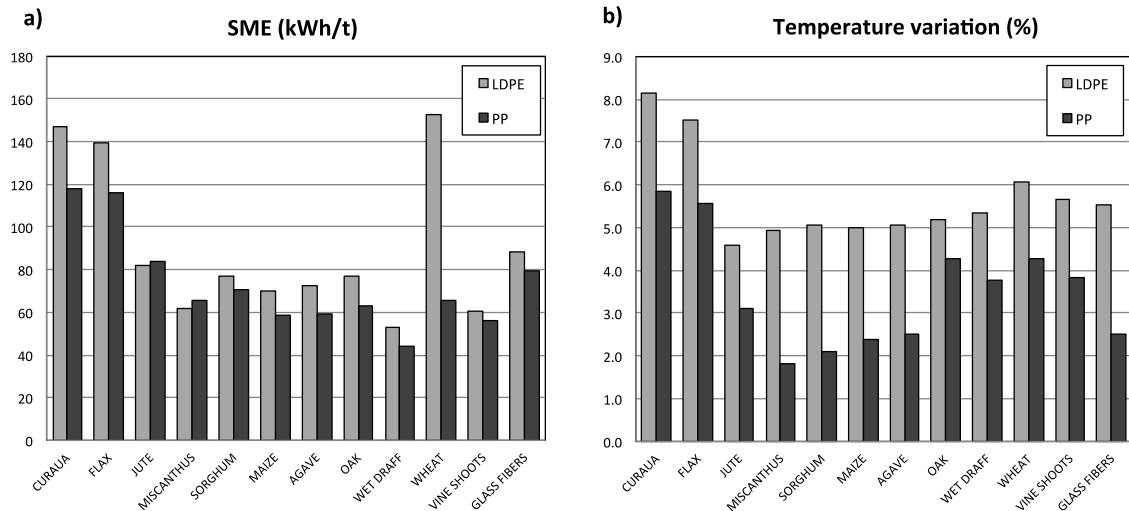 a)
SME (kWh/t)
180
160
140
120
100
80
60
40
20
0
LDPE
PP
CURAUA
FLAX
JUTE
MISCANTHUS
SORGHUM
MAIZE
AGAVE
OAK
WET DRAFF
WHEAT
VINE SHOOTS
GLASS FIBERS
b)
Temperature variation (%)
9.0
8.0
7.0
6.0
5.0
4.0
3.0
2.0
1.0
0.0
LDPE
PP
CURAUA
FLAX
JUTE
MISCANTHUS
SORGHUM
MAIZE
AGAVE
OAK
WET DRAFF
WHEAT
VINE SHOOTS
GLASS FIBERS